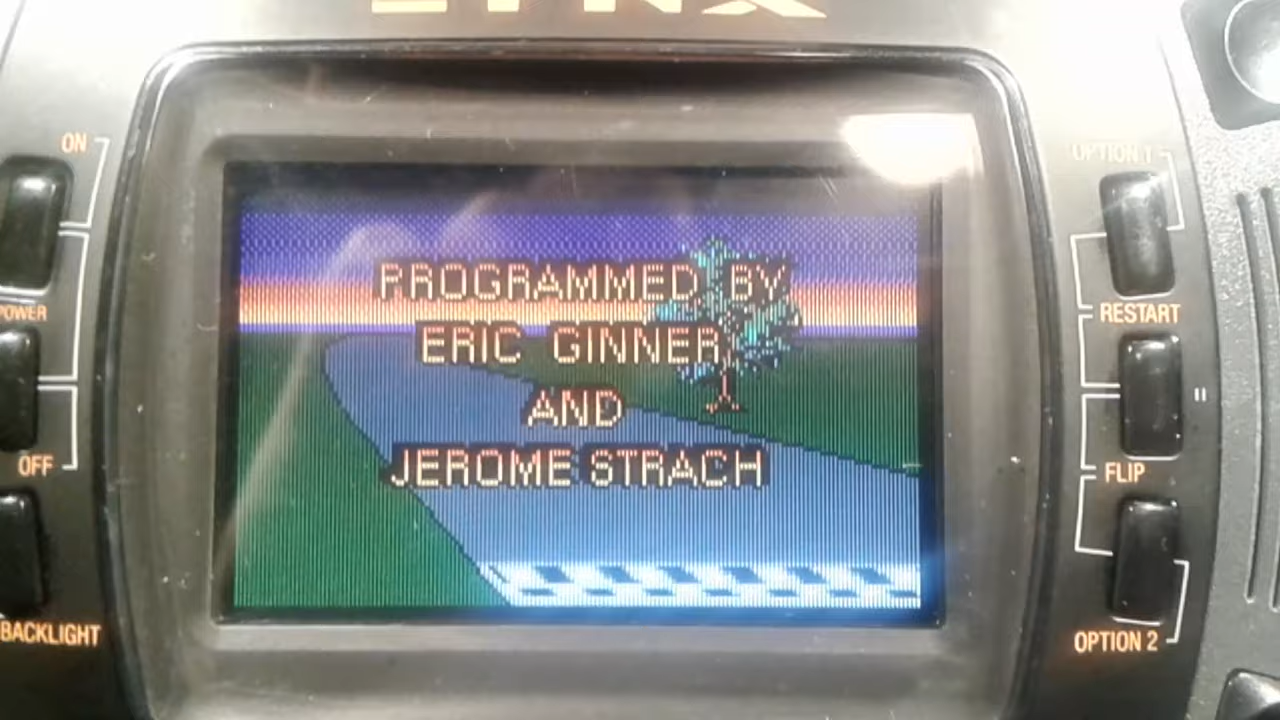 LYNX
ON
OPTION 1
PROGRAMMED BY
ERIC GINNER
AND
JEROME STRACH
POWER
RESTART
OFF
FLIP
BACKLIGHT
OPTION 2